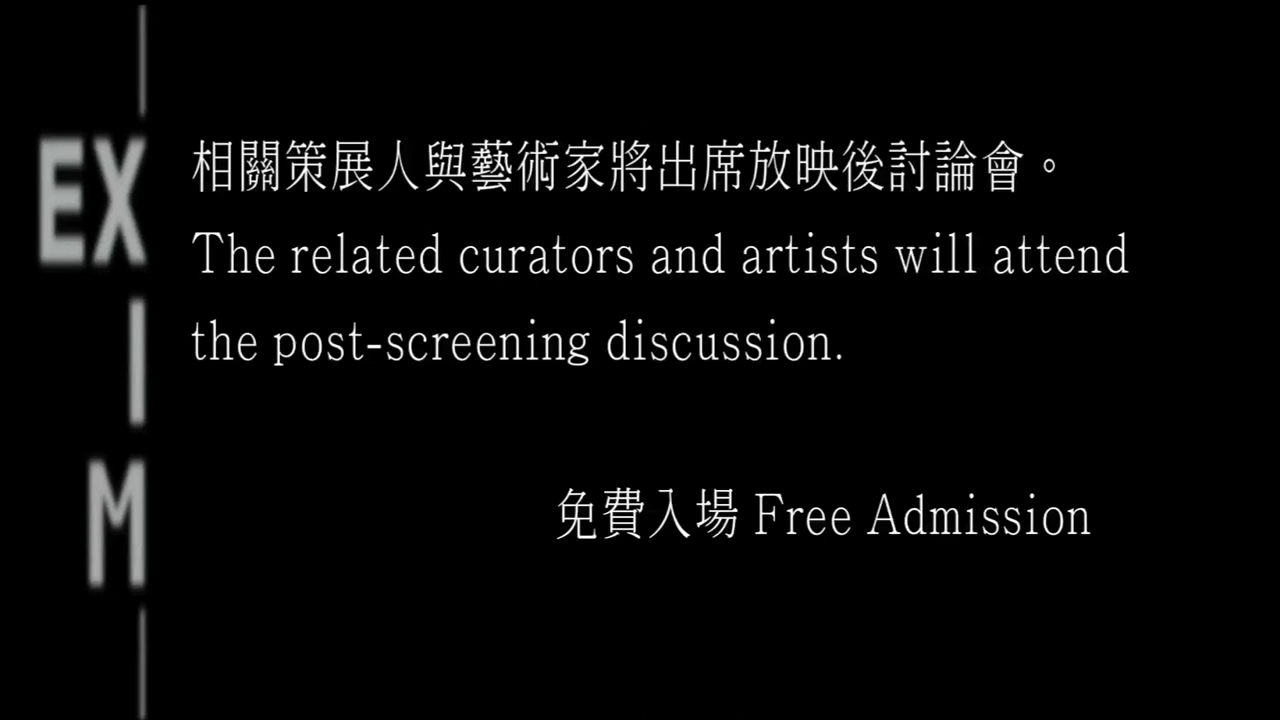 EX
I
M
相關策展人與藝術家將出席放映後討論會。
The related curators and artists will attend
the post-screening discussion.
免費入場 Free Admission